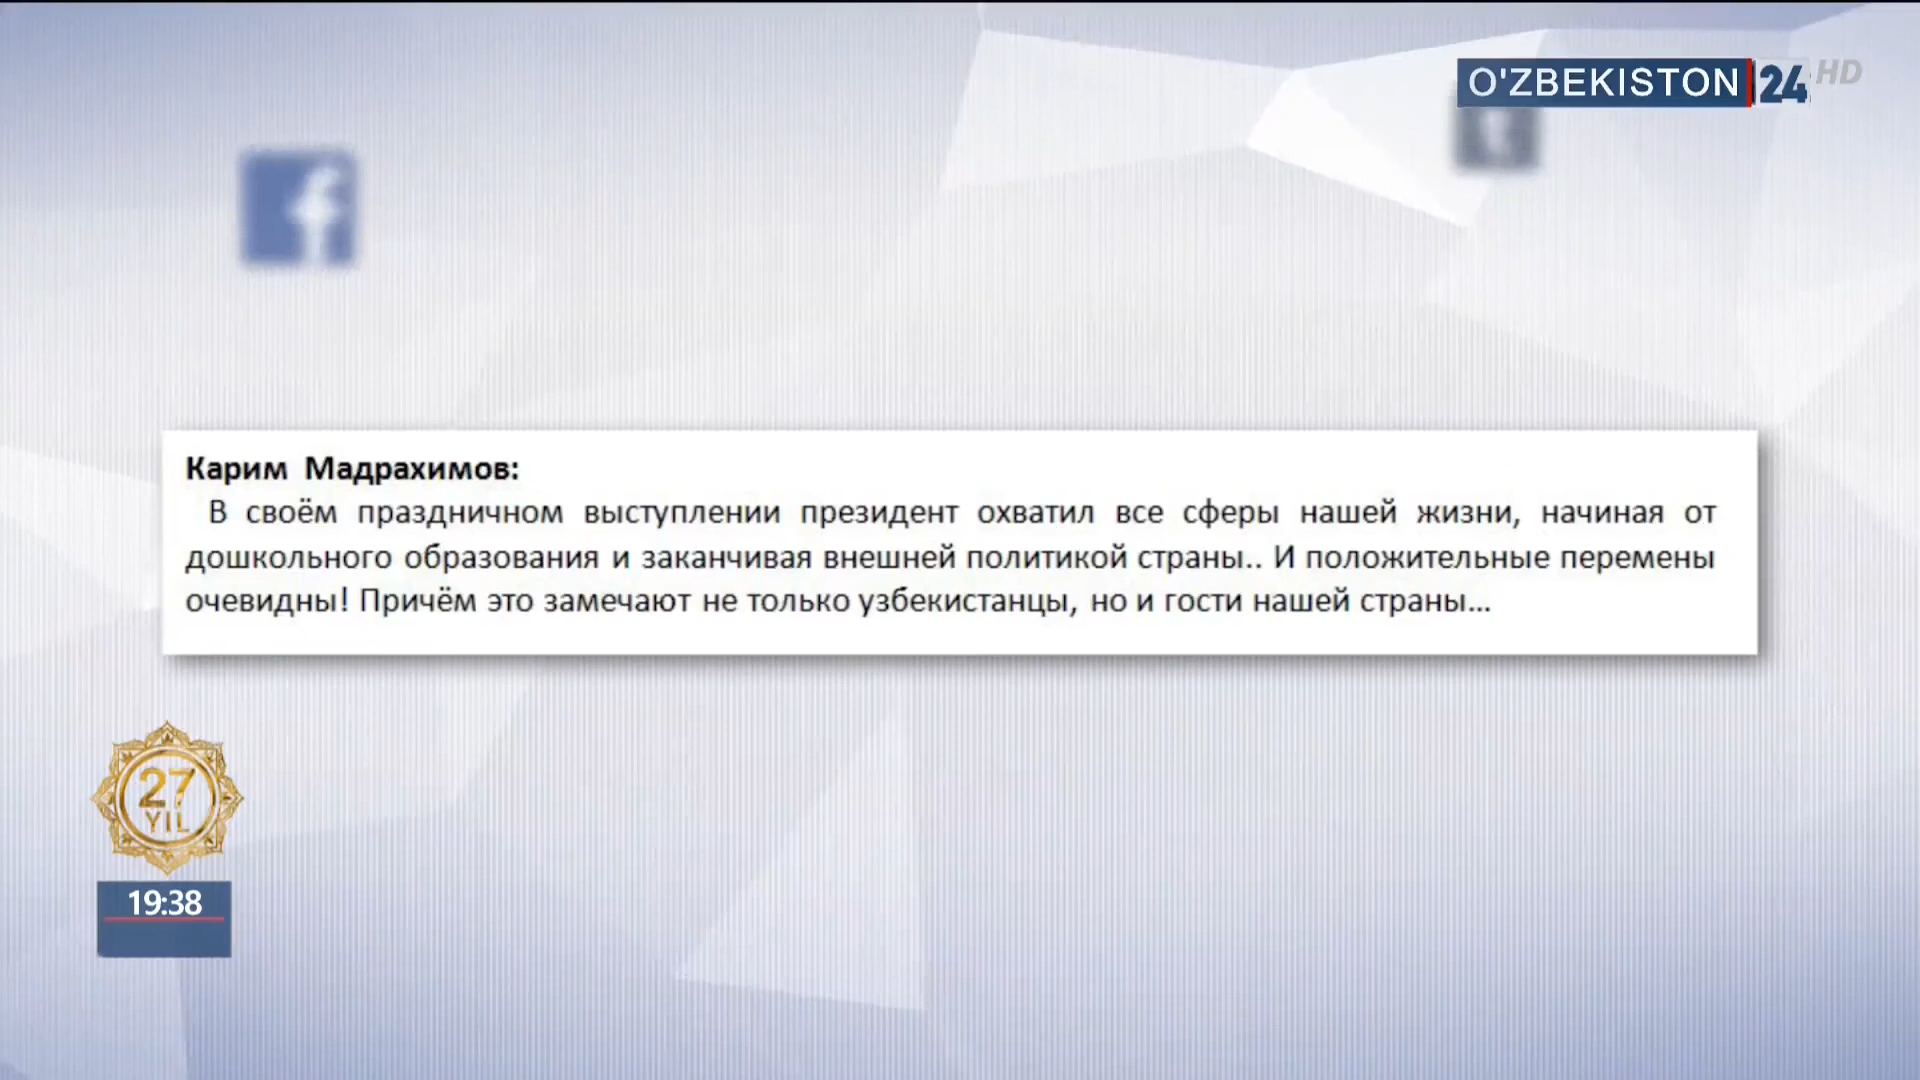 O'ZBEKISTON 24 HD
Карим Мадрахимов:
В своём праздничном выступлении президент охватил все сферы нашей жизни, начиная от
дошкольного образования и заканчивая внешней политикой страны.. И положительные перемены
очевидны! Причём это замечают не только узбекистанцы, но и гости нашей страны...
27
YIL
19:38